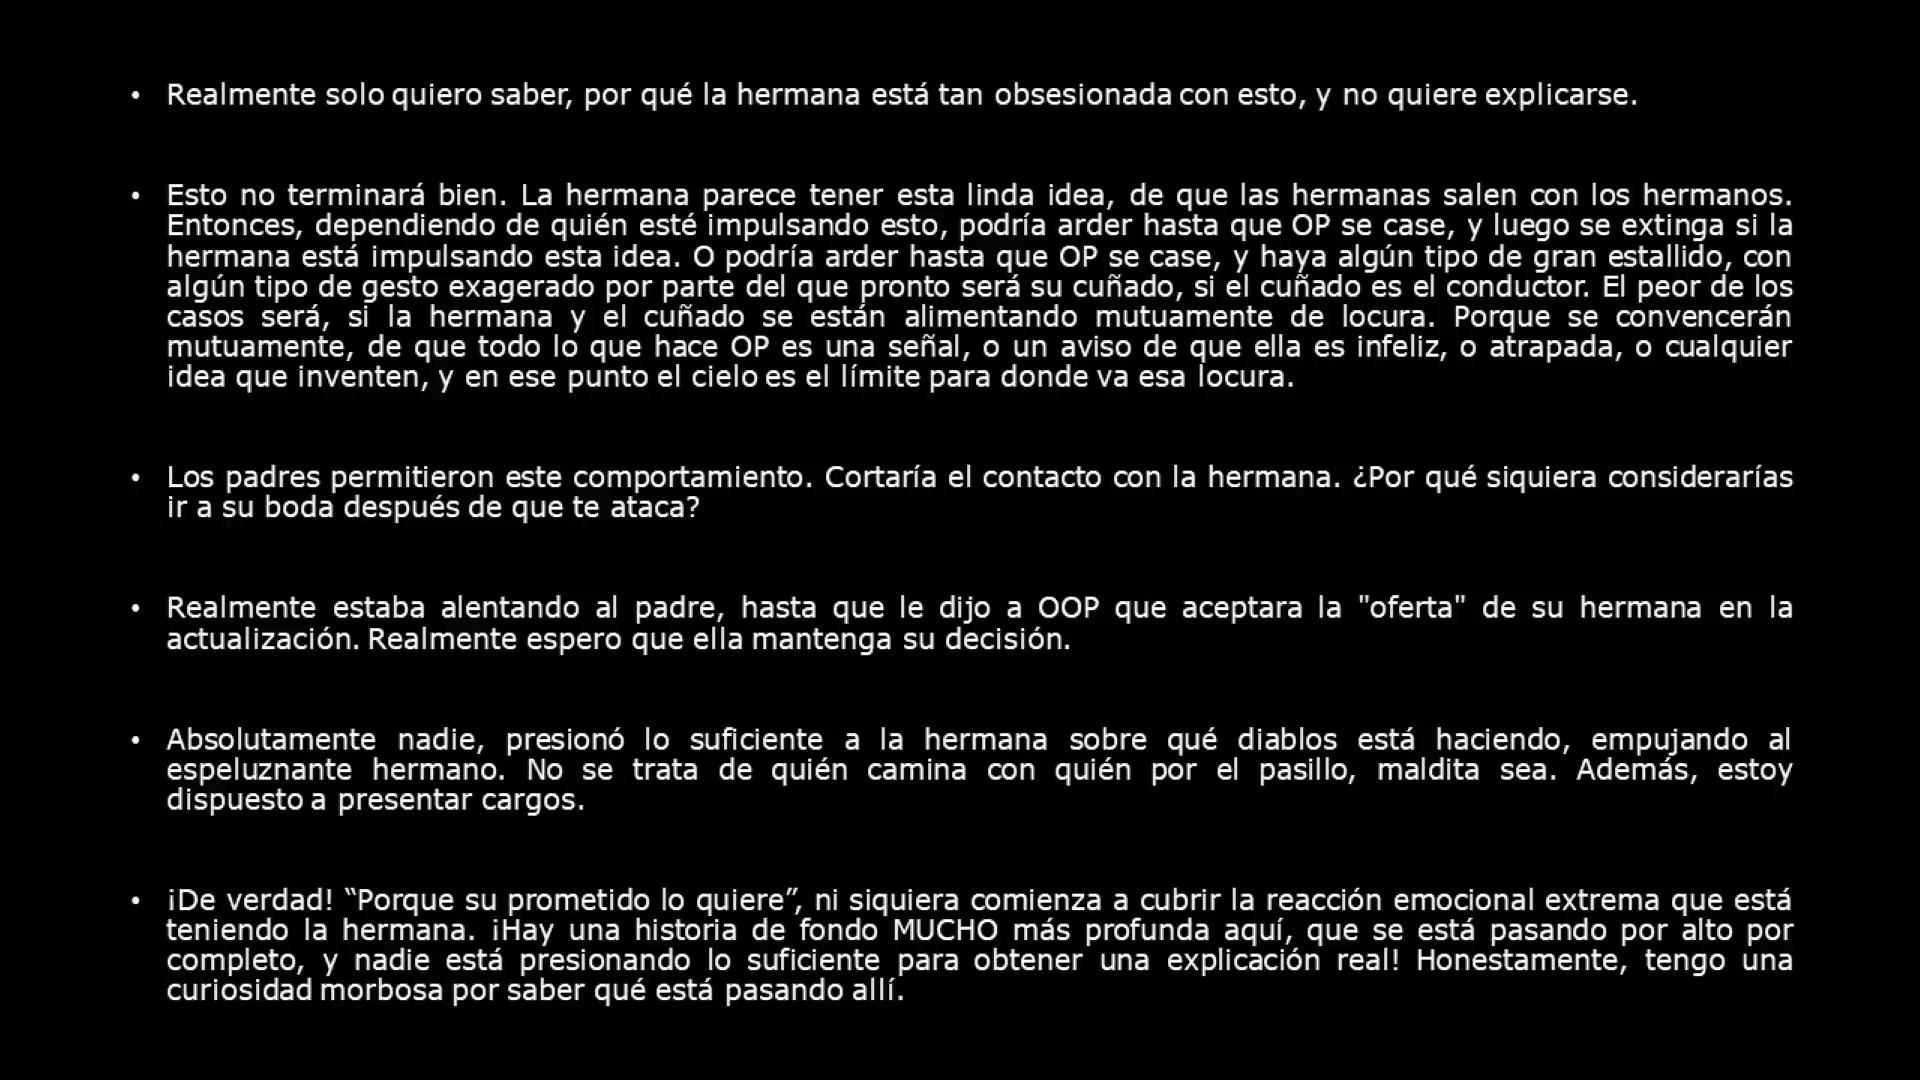 • Realmente solo quiero saber, por qué la hermana está tan obsesionada con esto, y no quiere explicarse.
• Esto no terminará bien. La hermana parece tener esta linda idea, de que las hermanas salen con los hermanos.
Entonces, dependiendo de quién esté impulsando esto, podría arder hasta que OP se case, y luego se extinga si la
hermana está impulsando esta idea. O podría arder hasta que OP se case, y haya algún tipo de gran estallido, con
algún tipo de gesto exagerado por parte del que pronto será su cuñado, si el cuñado es el conductor. El peor de los
casos será, si la hermana y el cuñado se están alimentando mutuamente de locura. Porque se convencerán
mutuamente, de que todo lo que hace OP es una señal, o un aviso de que ella es infeliz, o atrapada, o cualquier
idea que inventen, y en ese punto el cielo es el límite para donde va esa locura.
• Los padres permitieron este comportamiento. Cortaría el contacto con la hermana. ¿Por qué siquiera considerarías
ir a su boda después de que te ataca?
• Realmente estaba alentando al padre, hasta que le dijo a OOP que aceptara la "oferta" de su hermana en la
actualización. Realmente espero que ella mantenga su decisión.
• Absolutamente nadie, presionó lo suficiente a la hermana sobre qué diablos está haciendo, empujando al
espeluznante hermano. No se trata de quién camina con quién por el pasillo, maldita sea. Además, estoy
dispuesto a presentar cargos.
• ¡De verdad! “Porque su prometido lo quiere”, ni siquiera comienza a cubrir la reacción emocional extrema que está
teniendo la hermana. ¡Hay una historia de fondo MUCHO más profunda aquí, que se está pasando por alto por
completo, y nadie está presionando lo suficiente para obtener una explicación real! Honestamente, tengo una
curiosidad morbosa por saber qué está pasando allí.